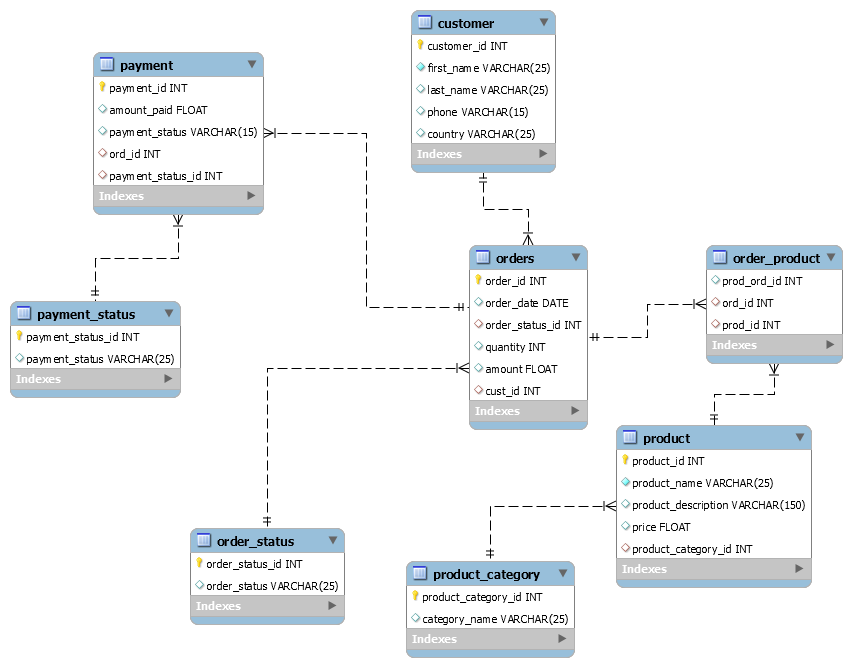 customer
customer_id INT
first_name VARCHAR(25)
last_name VARCHAR(25)
phone VARCHAR(15)
country VARCHAR(25)
Indexes
payment
payment_id INT
amount_paid FLOAT
payment_status VARCHAR(15)
ord_id INT
payment_status_id INT
Indexes
orders
order_id INT
order_date DATE
order_status_id INT
quantity INT
amount FLOAT
cust_id INT
Indexes
order_product
prod_ord_id INT
ord_id INT
prod_id INT
Indexes
payment_status
payment_status_id INT
payment_status VARCHAR(25)
Indexes
product
product_id INT
product_name VARCHAR(25)
product_description VARCHAR(150)
price FLOAT
product_category_id INT
Indexes
order_status
order_status_id INT
order_status VARCHAR(25)
Indexes
product_category
product_category_id INT
category_name VARCHAR(25)
Indexes